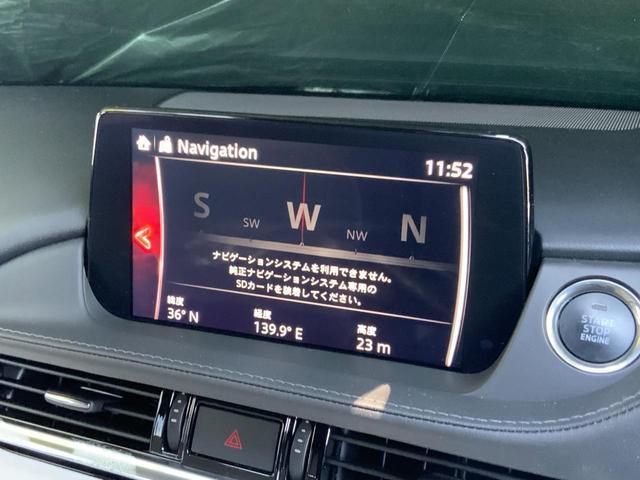 Navigation 11:52
S SW W NW N
ナビゲーションシステムを利用できません。
純正ナビゲーションシステム専用の
SDカードを装着してください。
緯度 経度 高度
36° N 139.9° E 23 m
START
STOP
ENGINE